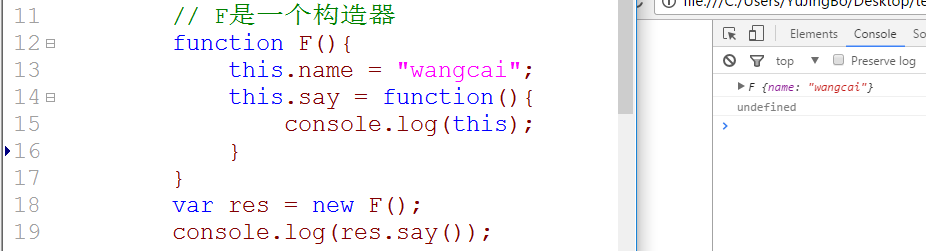 11 // F是一个构造器
12 function F(){
13 this.name = "wangcai";
14 this.say = function(){
15 console.log(this);
16 }
17 }
18 var res = new F();
19 console.log(res.say());
file:///C:/Users/YuJingBo/Desktop/te
Elements Console So
top ▼ Preserve log
▶ F {name: "wangcai"}
undefined
>